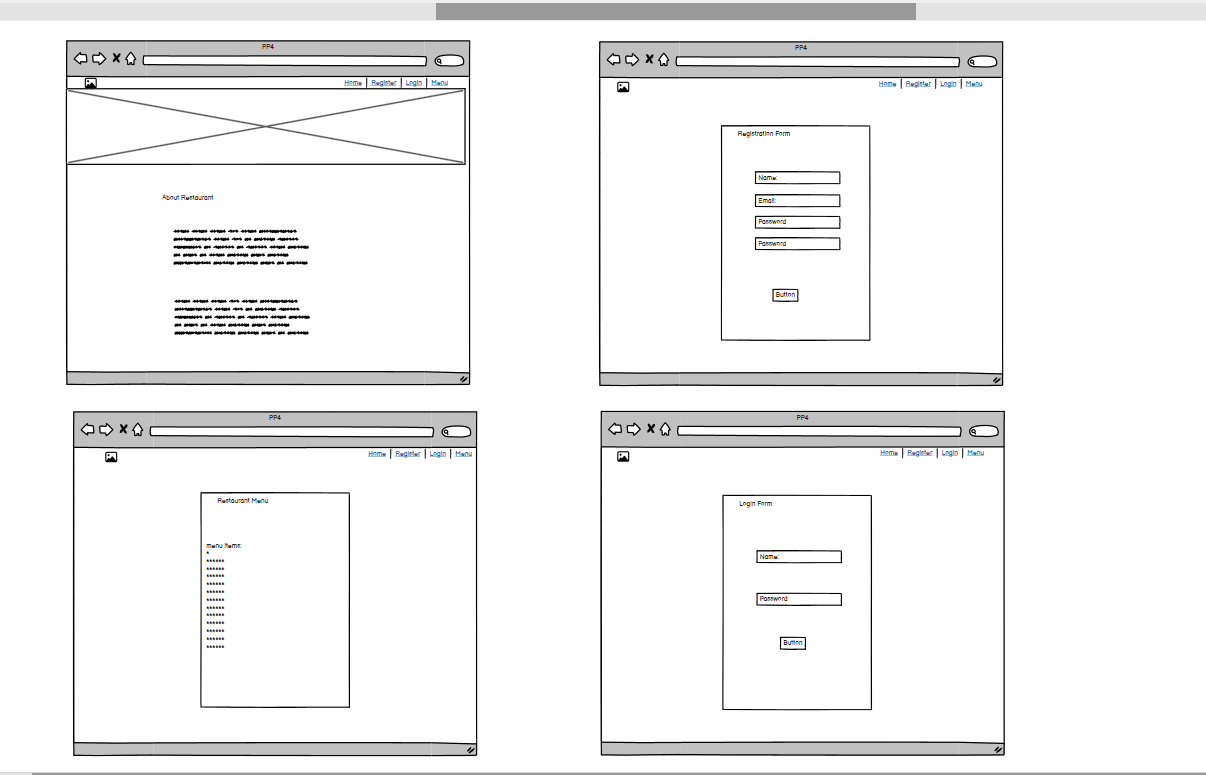 PP4
Home Register Login Menu
About Restaurant
PP4
Home Register Login Menu
Registration Form
Name:
Email:
Password
Password
Button
PP4
Home Register Login Menu
Restaurant Menu
menu items:
*
******
******
******
******
******
******
******
******
******
******
******
******
PP4
Home Register Login Menu
Login Form
Name:
Password
Button